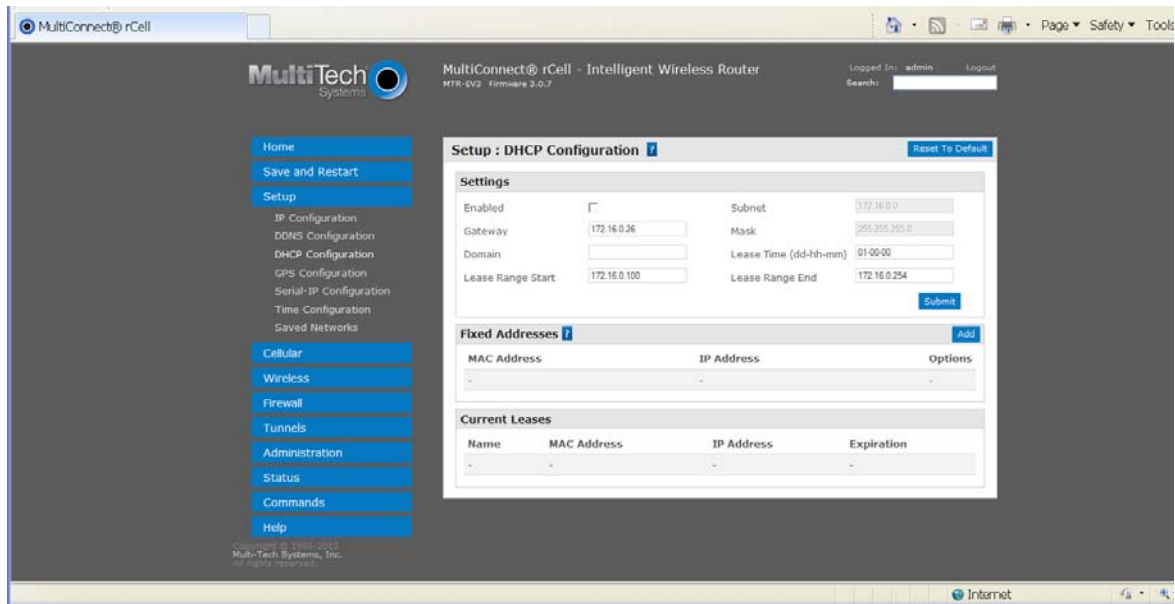 MultiConnect® rCell
Page
Safety
Tools
MultiTech
Systems
MultiConnect® rCell - Intelligent Wireless Router
MTR-EV3 Firmware 3.0.7
Logged In: admin
Logout
Search:
Home
Save and Restart
Setup
IP Configuration
DDNS Configuration
DHCP Configuration
GPS Configuration
Serial-IP Configuration
Time Configuration
Saved Networks
Cellular
Wireless
Firewall
Tunnels
Administration
Status
Commands
Help
Copyright © 1995-2012
Multi-Tech Systems, Inc.
All rights reserved.
Setup : DHCP Configuration ?
Reset To Default
Settings
Enabled
Subnet 172.16.0.0
Gateway 172.16.0.26
Mask 255.255.255.0
Domain
Lease Time (dd-hh-mm) 01-00-00
Lease Range Start 172.16.0.100
Lease Range End 172.16.0.254
Submit
Fixed Addresses ?
Add
MAC Address IP Address Options
- - -
Current Leases
Name MAC Address IP Address Expiration
- - - -
Internet